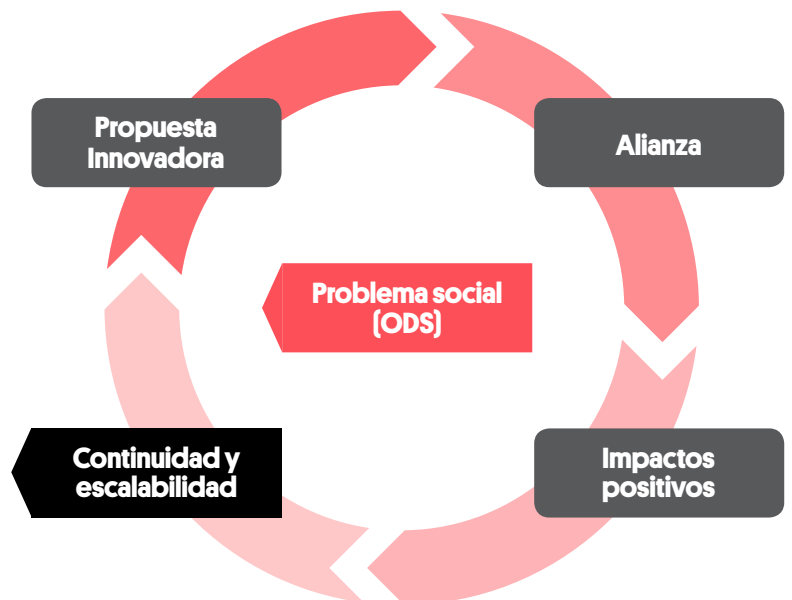 Propuesta
Innovadora
Alianza
Problema social
(ODS)
Continuidad y
escalabilidad
Impactos
positivos